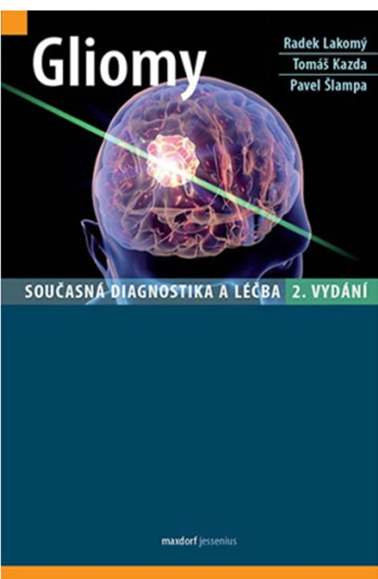 Gliomy
Radek Lakomý
Tomáš Kazda
Pavel Šlampa
SOUČASNÁ DIAGNOSTIKA A LÉČBA 2. VYDÁNÍ
maxdorf jessenius